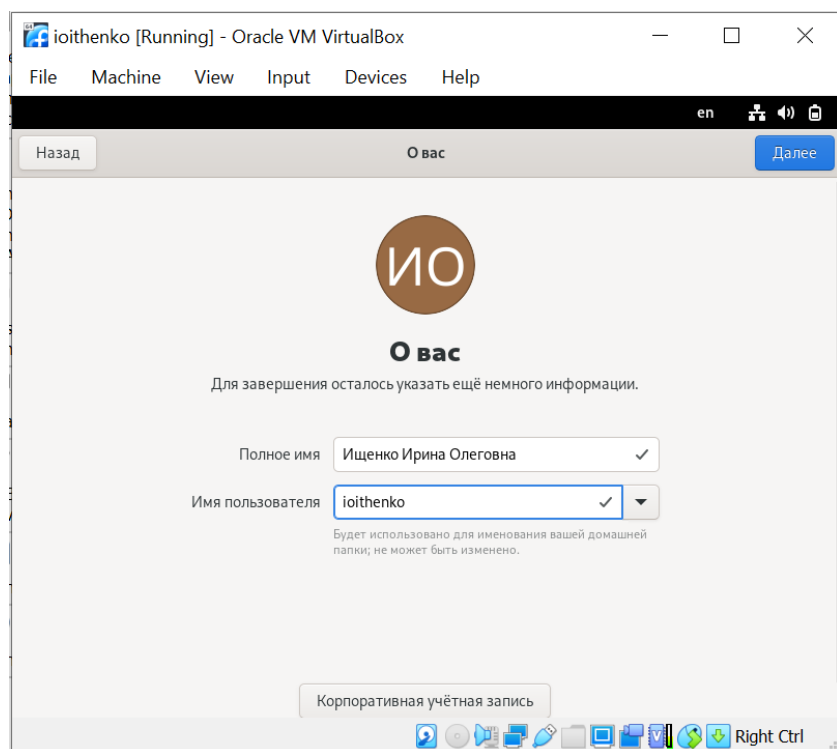 ioithenko [Running] - Oracle VM VirtualBox
File Machine View Input Devices Help
en
Назад О вас Далее
ИО
О вас
Для завершения осталось указать ещё немного информации.
Полное имя Ищенко Ирина Олеговна
Имя пользователя ioithenko
Будет использовано для именования вашей домашней
папки; не может быть изменено.
Корпоративная учётная запись
Right Ctrl